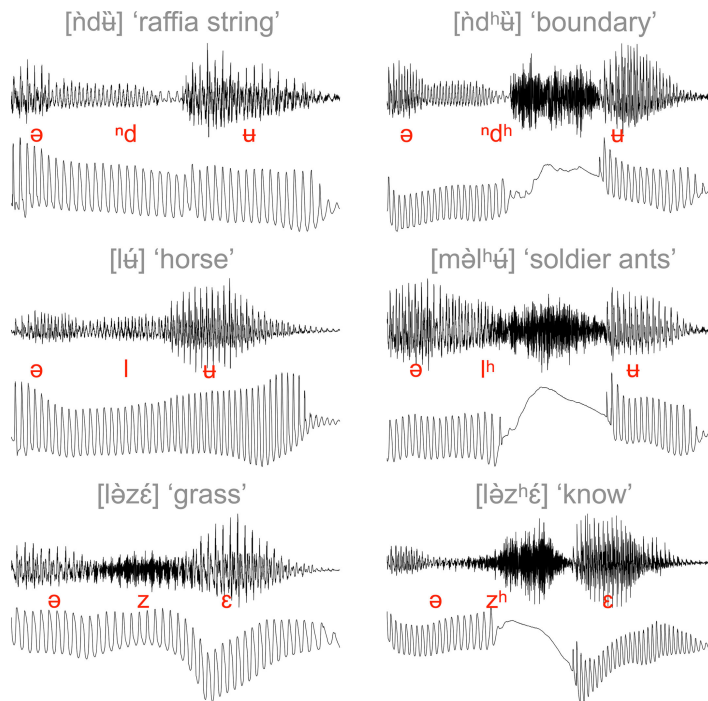 [ǹdʉ̏] ‘raffia string’
ə ⁿd ʉ
[ǹdʰʉ̏] ‘boundary’
ə ⁿdʰ ʉ
[lʉ́] ‘horse’
ə l ʉ
[mə̀lʰʉ́] ‘soldier ants’
ə lʰ ʉ
[lə̀zɛ́] ‘grass’
ə z ɛ
[lə̀zʰɛ́] ‘know’
ə zʰ ɛ